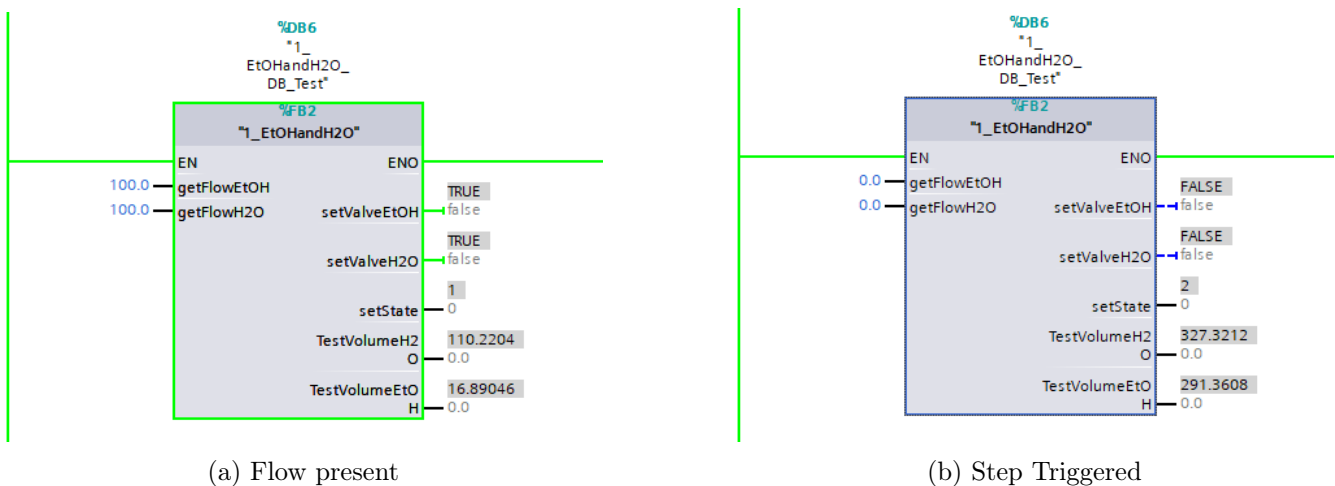 %DB6
"1_
EtOHandH2O_
DB_Test"
%FB2
"1_EtOHandH2O"
EN ENO
100.0 getFlowEtOH
TRUE
100.0 getFlowH2O setValveEtOH false
TRUE
setValveH2O false
1
setState 0
TestVolumeH2 110.2204
O 0.0
TestVolumeEtO 16.89046
H 0.0
(a) Flow present
%DB6
"1_
EtOHandH2O_
DB_Test"
%FB2
"1_EtOHandH2O"
EN ENO
0.0 getFlowEtOH
FALSE
0.0 getFlowH2O setValveEtOH false
FALSE
setValveH2O false
2
setState 0
TestVolumeH2 327.3212
O 0.0
TestVolumeEtO 291.3608
H 0.0
(b) Step Triggered